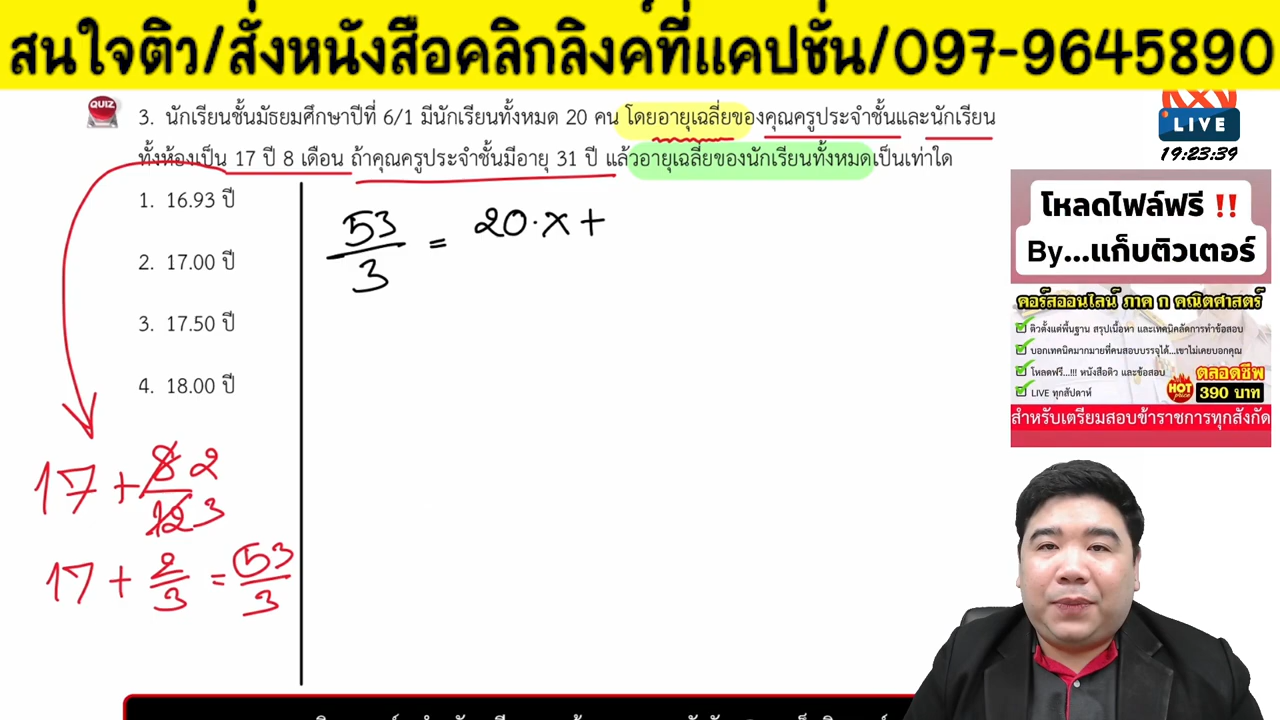 สนใจติว/สั่งหนังสือคลิกลิงค์ที่แคปชั่น/097-9645890
QUIZ
3. นักเรียนชั้นมัธยมศึกษาปีที่ 6/1 มีนักเรียนทั้งหมด 20 คน โดยอายุเฉลี่ยของคุณครูประจำชั้นและนักเรียน
ทั้งห้องเป็น 17 ปี 8 เดือน ถ้าคุณครูประจำชั้นมีอายุ 31 ปี แล้วอายุเฉลี่ยของนักเรียนทั้งหมดเป็นเท่าใด
1. 16.93 ปี
2. 17.00 ปี
3. 17.50 ปี
4. 18.00 ปี
53/3 = 20·x +
17 + 8/12 2/3
17 + 2/3 = 53/3
LIVE
19:23:39
โหลดไฟล์ฟรี ‼️
By...แก็บติวเตอร์
คอร์สออนไลน์ ภาค ก คณิตศาสตร์
ติวตั้งแต่พื้นฐาน สรุปเนื้อหา และเทคนิคลัดการทำข้อสอบ
บอกเทคนิคมากมายที่คนสอบบรรจุได้...เขาไม่เคยบอกคุณ
โหลดฟรี...!!! หนังสือติว และข้อสอบ
LIVE ทุกสัปดาห์
HOT price
ตลอดชีพ
390 บาท
สำหรับเตรียมสอบข้าราชการทุกสังกัด